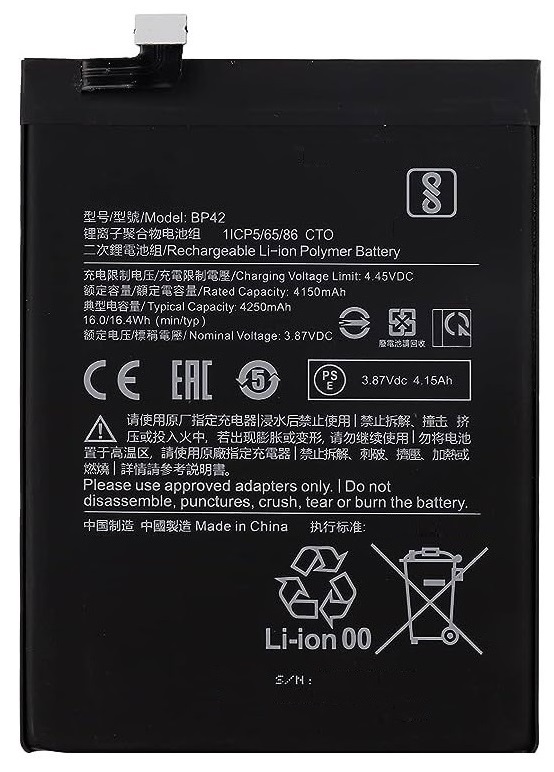 型号/型號/Model: BP42
锂离子聚合物电池组 1ICP5/65/86 CTO
二次鋰電池組/Rechargeable Li-ion Polymer Battery
充电限制电压/充電限制電壓/Charging Voltage Limit: 4.45VDC
额定容量/額定電容量/Rated Capacity: 4150mAh
典型容量/電容量/Typical Capacity: 4250mAh
16.0/16.4Wh (min/typ)
额定电压/標稱電壓/ Nominal Voltage: 3.87VDC
廢電池請回收
CE EAC 5
PS
E
3.87Vdc 4.15Ah
请使用原厂指定充电器|浸水后禁止使用|禁止拆解、撞击 挤
压或投入火中，若出现膨胀或变形，请勿继续使用|勿将电池
置于高温区，請使用原廠指定充電器|禁止拆解、刺破、擠壓、加熱或
燃燒 | 詳情請參考説明書。
Please use approved adapters only. | Do not
disassemble, punctures, crush, tear or burn the battery.
中国制造 中國製造 Made in China 执行标准:
Li-ion 00
S/N: